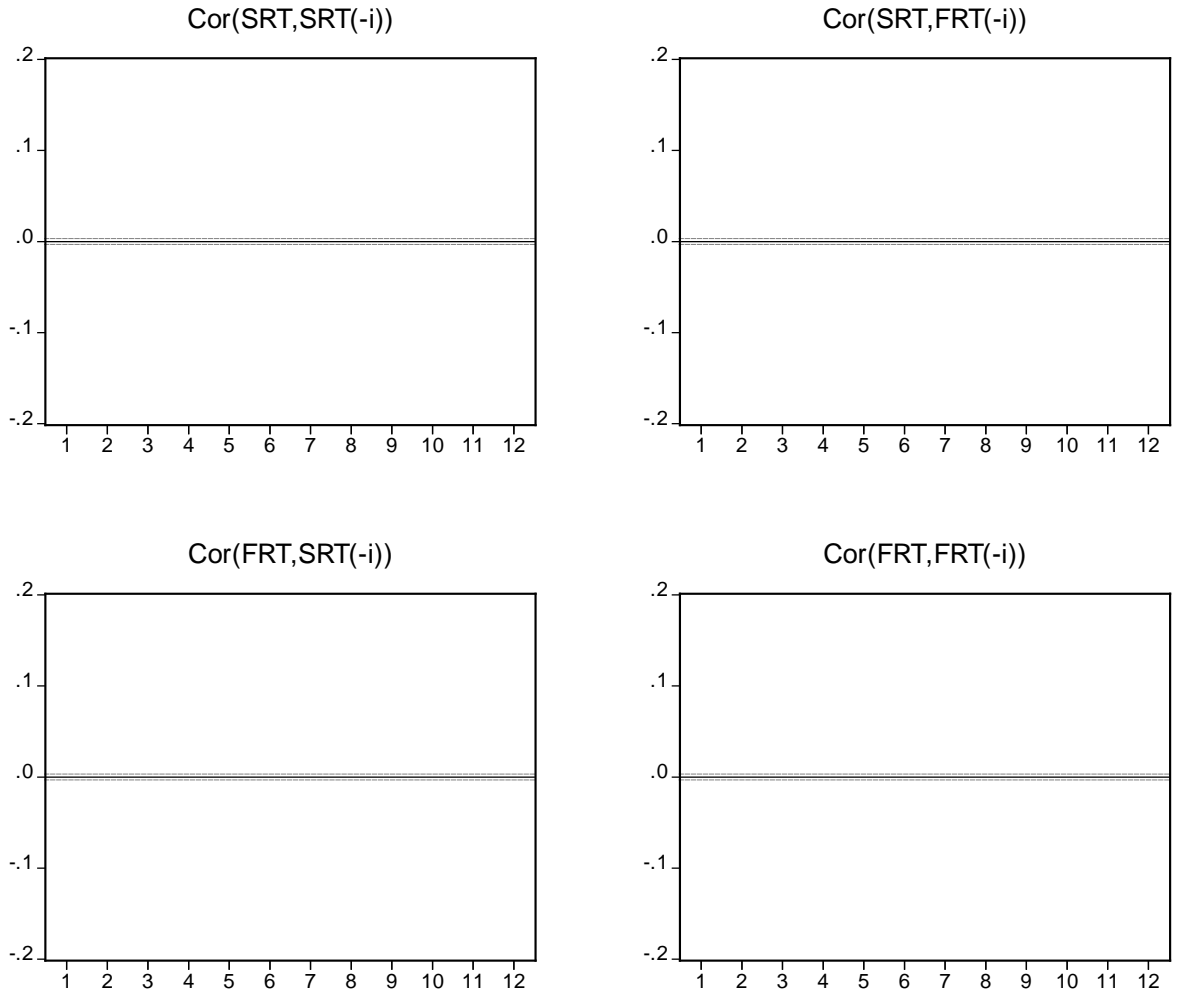 Cor(SRT,SRT(-i))
.2
.1
.0
-.1
-.2
1 2 3 4 5 6 7 8 9 10 11 12
Cor(SRT,FRT(-i))
.2
.1
.0
-.1
-.2
1 2 3 4 5 6 7 8 9 10 11 12
Cor(FRT,SRT(-i))
.2
.1
.0
-.1
-.2
1 2 3 4 5 6 7 8 9 10 11 12
Cor(FRT,FRT(-i))
.2
.1
.0
-.1
-.2
1 2 3 4 5 6 7 8 9 10 11 12